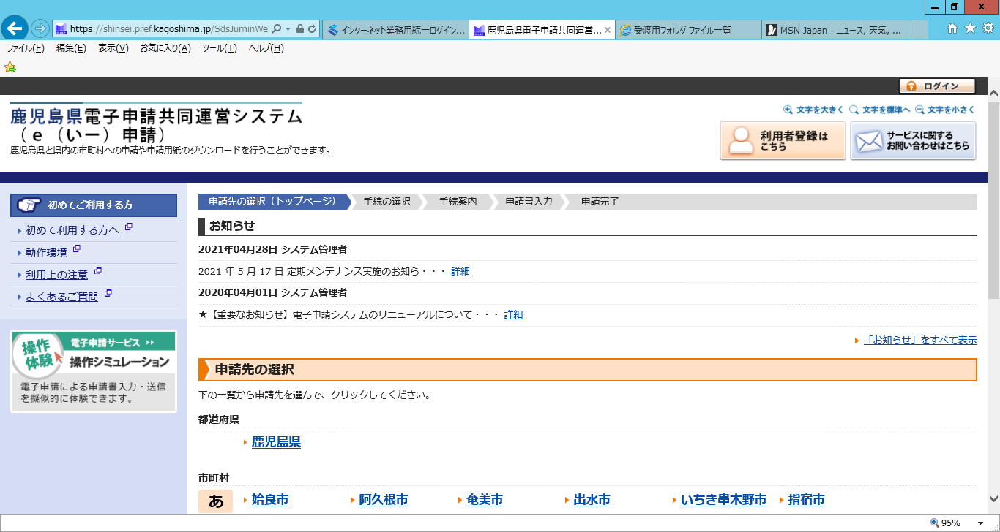 https://shinsei.pref.kagoshima.jp/SdsJuminWe
インターネット業務用統一ログイン...
鹿児島県電子申請共同運営...
受渡用フォルダ ファイル一覧
MSN Japan - ニュース, 天気, ...
ファイル(F) 編集(E) 表示(V) お気に入り(A) ツール(T) ヘルプ(H)
ログイン
文字を大きく 文字を標準へ 文字を小さく
鹿児島県電子申請共同運営システム
（ｅ（いー）申請）
鹿児島県と県内の市町村への申請や申請用紙のダウンロードを行うことができます。
利用者登録は
こちら
サービスに関する
お問い合わせはこちら
初めてご利用する方
初めて利用する方へ
動作環境
利用上の注意
よくあるご質問
操作
体験
電子申請サービス
操作シミュレーション
電子申請による申請書入力・送信
を擬似的に体験できます。
申請先の選択（トップページ） 手続の選択 手続案内 申請書入力 申請完了
お知らせ
2021年04月28日 システム管理者
2021 年 5 月 17 日 定期メンテナンス実施のお知ら・・・ 詳細
2020年04月01日 システム管理者
★【重要なお知らせ】電子申請システムのリニューアルについて・・・ 詳細
「お知らせ」をすべて表示
申請先の選択
下の一覧から申請先を選んで、クリックしてください。
都道府県
鹿児島県
市町村
あ 姶良市 阿久根市 奄美市 出水市 いちき串木野市 指宿市
95%